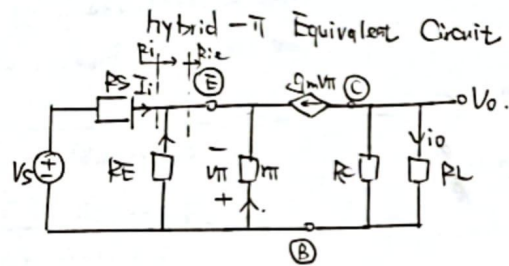 hybrid-π Equivalent Circuit
Ri Rie
RS Ii E gmVπ C Vo.
io
VS RE Vπ rπ RC RL
B